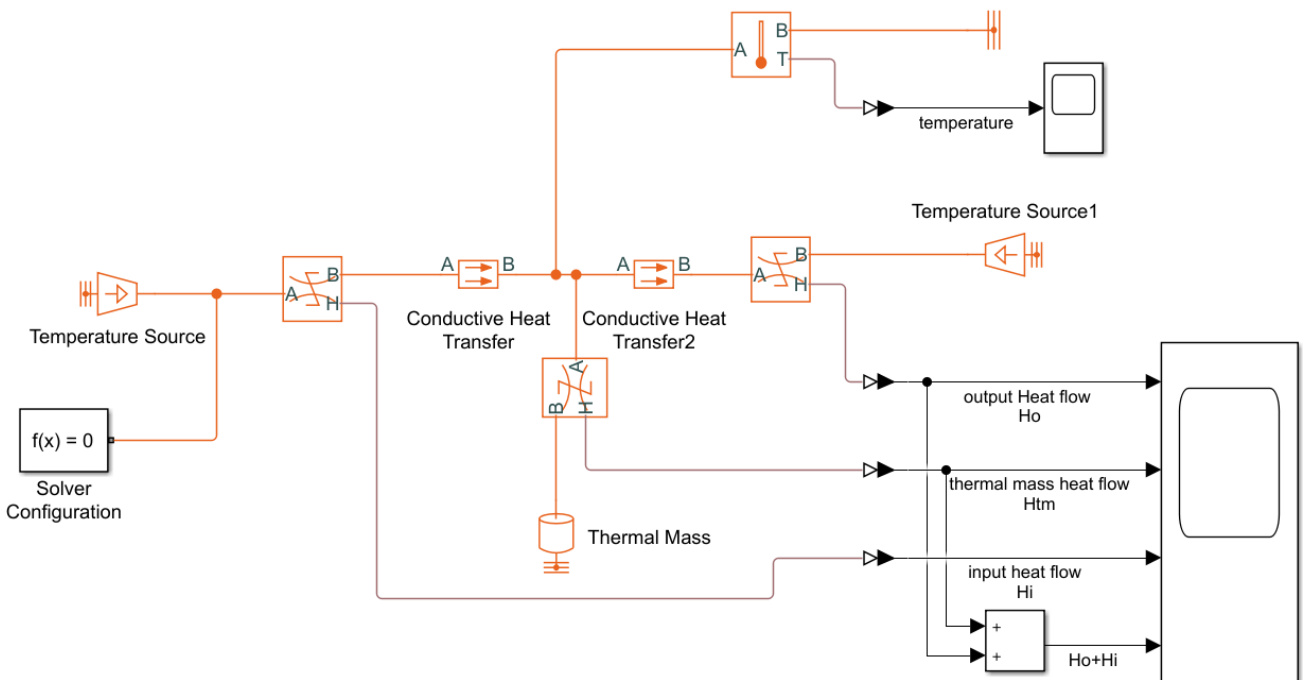 B
A
T
temperature
Temperature Source1
B
A
H
A
B
A
B
B
A
H
Temperature Source
Conductive Heat
Transfer
Conductive Heat
Transfer2
A
B
H
output Heat flow
Ho
f(x) = 0
Solver
Configuration
thermal mass heat flow
Htm
Thermal Mass
input heat flow
Hi
+
+
Ho+Hi